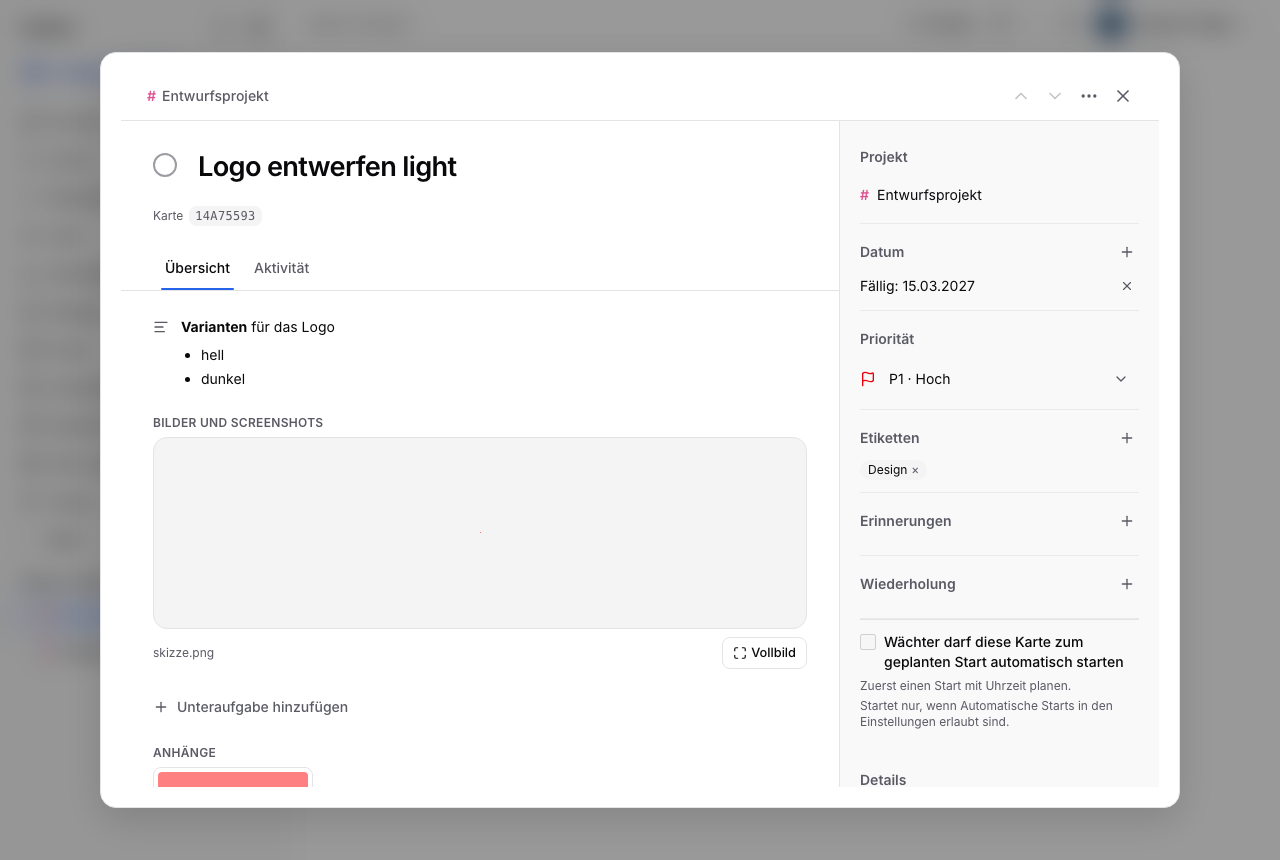 # Entwurfsprojekt
Logo entwerfen light
Karte 14A75593
Übersicht
Aktivität
Varianten für das Logo
• hell
• dunkel
BILDER UND SCREENSHOTS
skizze.png
Vollbild
+ Unteraufgabe hinzufügen
ANHÄNGE
Projekt
# Entwurfsprojekt
Datum
Fällig: 15.03.2027
Priorität
P1 · Hoch
Etiketten
Design ×
Erinnerungen
Wiederholung
Wächter darf diese Karte zum
geplanten Start automatisch starten
Zuerst einen Start mit Uhrzeit planen.
Startet nur, wenn Automatische Starts in den
Einstellungen erlaubt sind.
Details